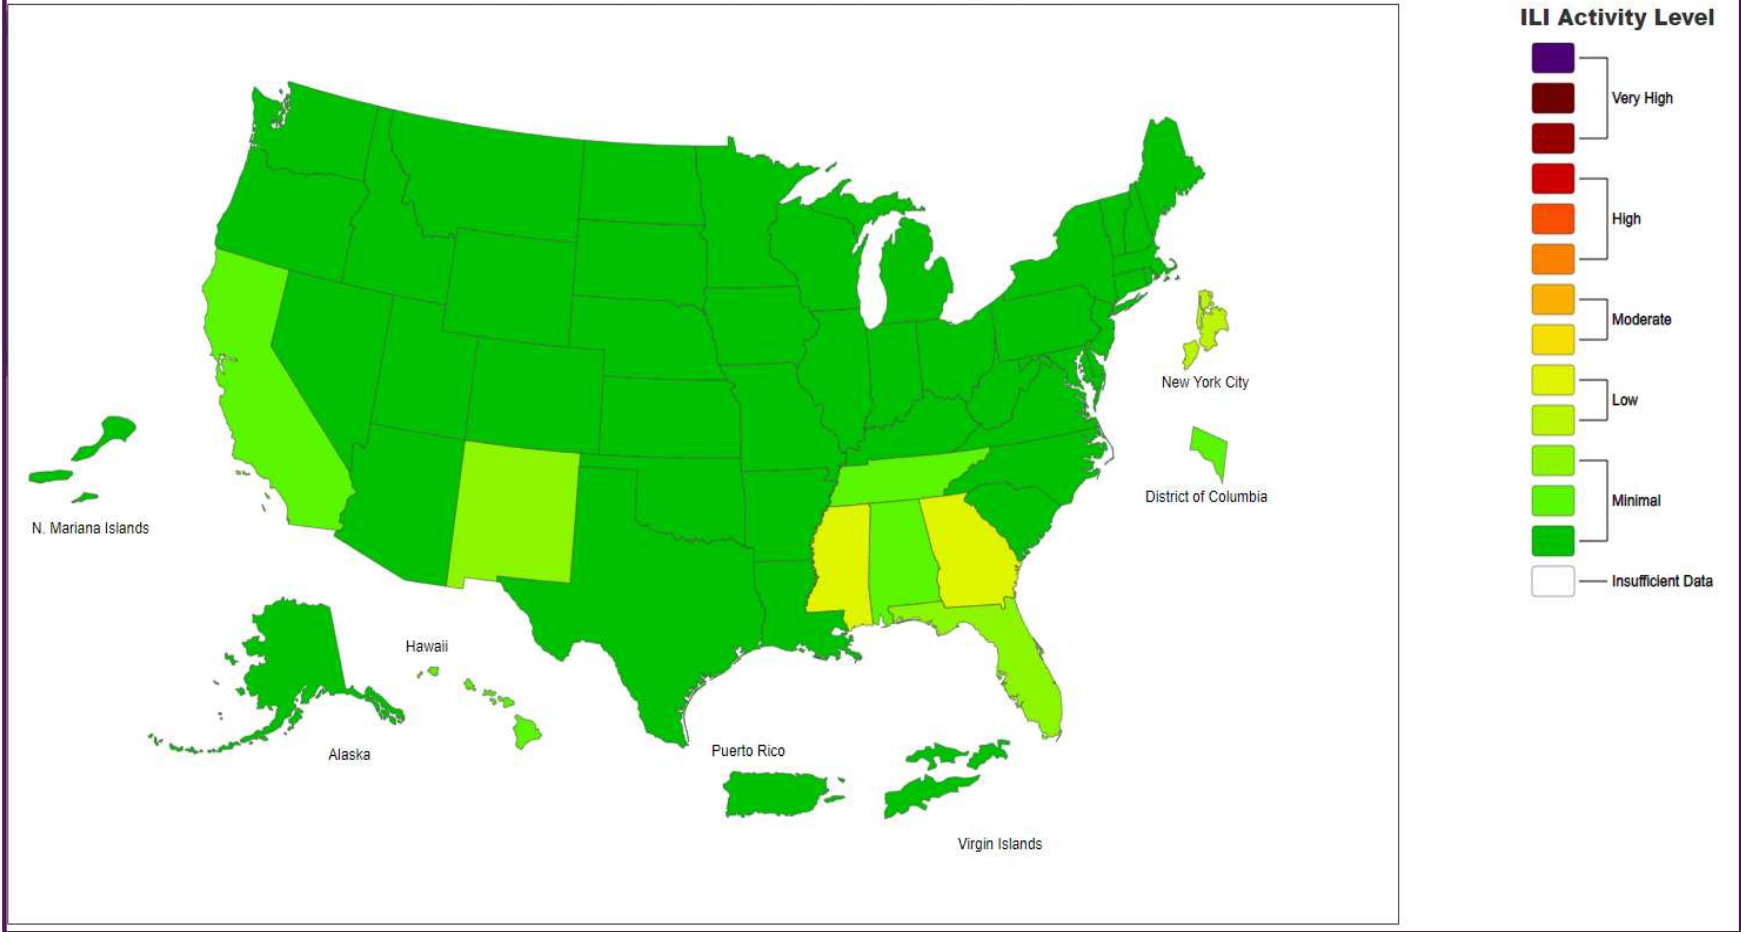 ILI Activity Level
Very High
High
Moderate
Low
Minimal
Insufficient Data
New York City
District of Columbia
N. Mariana Islands
Hawaii
Alaska
Puerto Rico
Virgin Islands